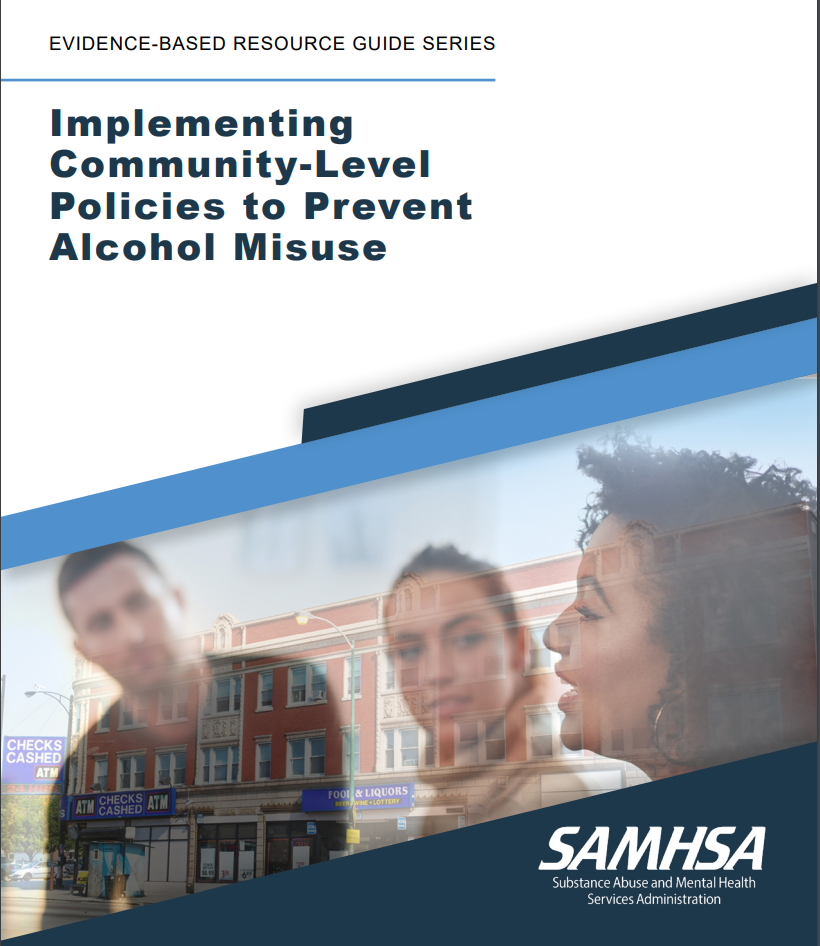 EVIDENCE-BASED RESOURCE GUIDE SERIES
Implementing
Community-Level
Policies to Prevent
Alcohol Misuse
CHECKS
CASHED
ATM
ATM CHECKS CASHED ATM
FOOD & LIQUORS
BEER • WINE • LOTTERY
SAMHSA
Substance Abuse and Mental Health
Services Administration